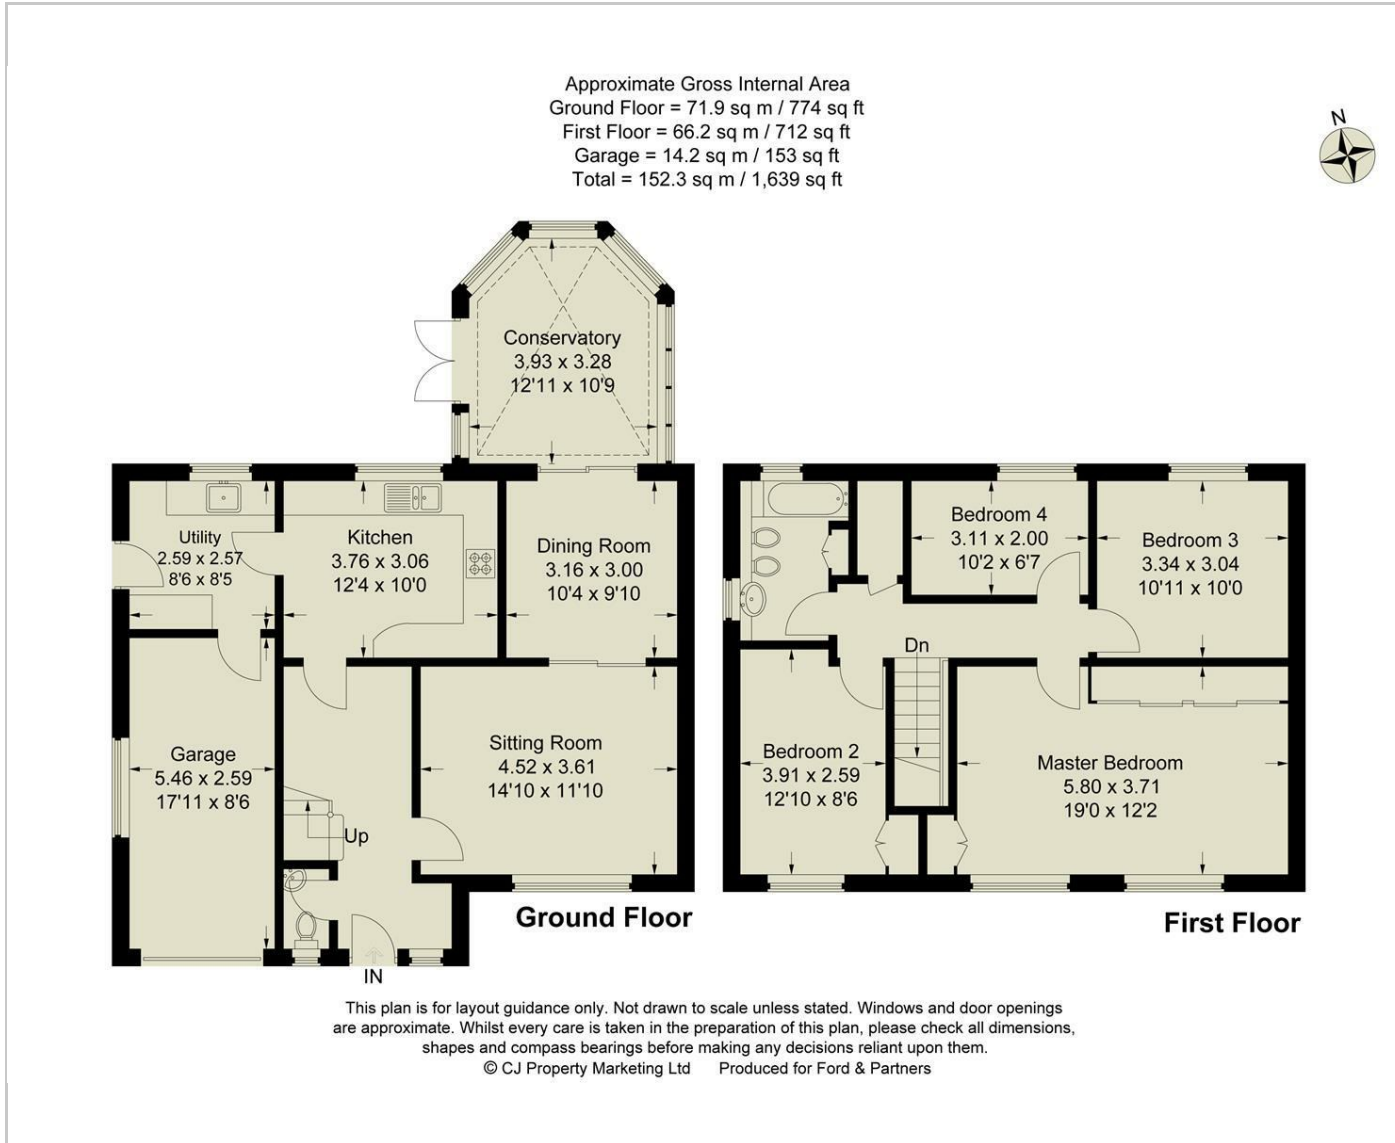 Approximate Gross Internal Area
Ground Floor = 71.9 sq m / 774 sq ft
First Floor = 66.2 sq m / 712 sq ft
Garage = 14.2 sq m / 153 sq ft
Total = 152.3 sq m / 1,639 sq ft
N
Conservatory
3.93 x 3.28
12'11 x 10'9
Utility
2.59 x 2.57
8'6 x 8'5
Kitchen
3.76 x 3.06
12'4 x 10'0
Dining Room
3.16 x 3.00
10'4 x 9'10
Garage
5.46 x 2.59
17'11 x 8'6
Sitting Room
4.52 x 3.61
14'10 x 11'10
Up
IN
Ground Floor
Bedroom 4
3.11 x 2.00
10'2 x 6'7
Bedroom 3
3.34 x 3.04
10'11 x 10'0
Dn
Bedroom 2
3.91 x 2.59
12'10 x 8'6
Master Bedroom
5.80 x 3.71
19'0 x 12'2
First Floor
This plan is for layout guidance only. Not drawn to scale unless stated. Windows and door openings
are approximate. Whilst every care is taken in the preparation of this plan, please check all dimensions,
shapes and compass bearings before making any decisions reliant upon them.
© CJ Property Marketing Ltd Produced for Ford & Partners